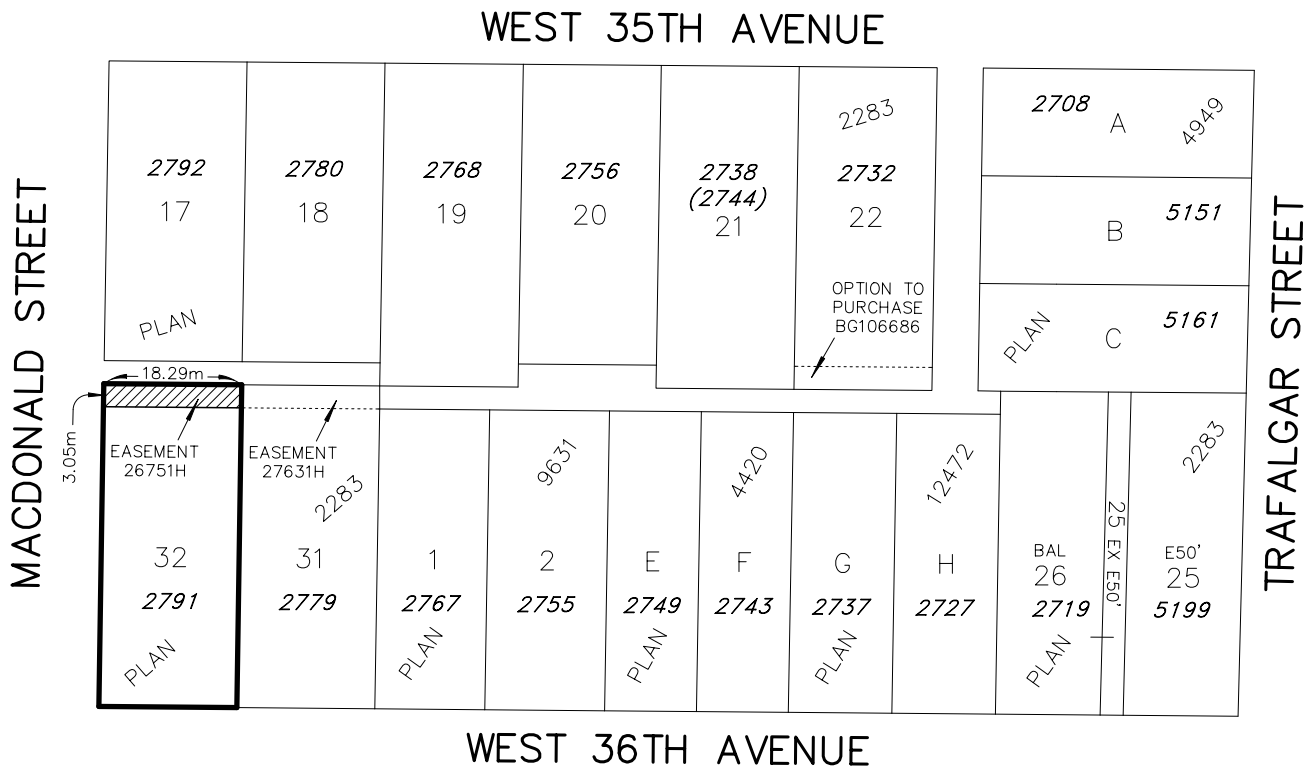 WEST 35TH AVENUE
MACDONALD STREET
TRAFALGAR STREET
2792
17
PLAN
2780
18
2768
19
2756
20
2738
(2744)
21
2283
2732
22
OPTION TO
PURCHASE
BG106686
2708
A
4949
B
5151
PLAN
C
5161
18.29m
3.05m
EASEMENT
26751H
32
2791
PLAN
EASEMENT
27631H
2283
31
2779
1
2767
PLAN
9631
2
2755
E
2749
PLAN
4420
F
2743
G
2737
PLAN
12472
H
2727
BAL
26
2719
PLAN
25 EX E50'
2283
E50'
25
5199
WEST 36TH AVENUE